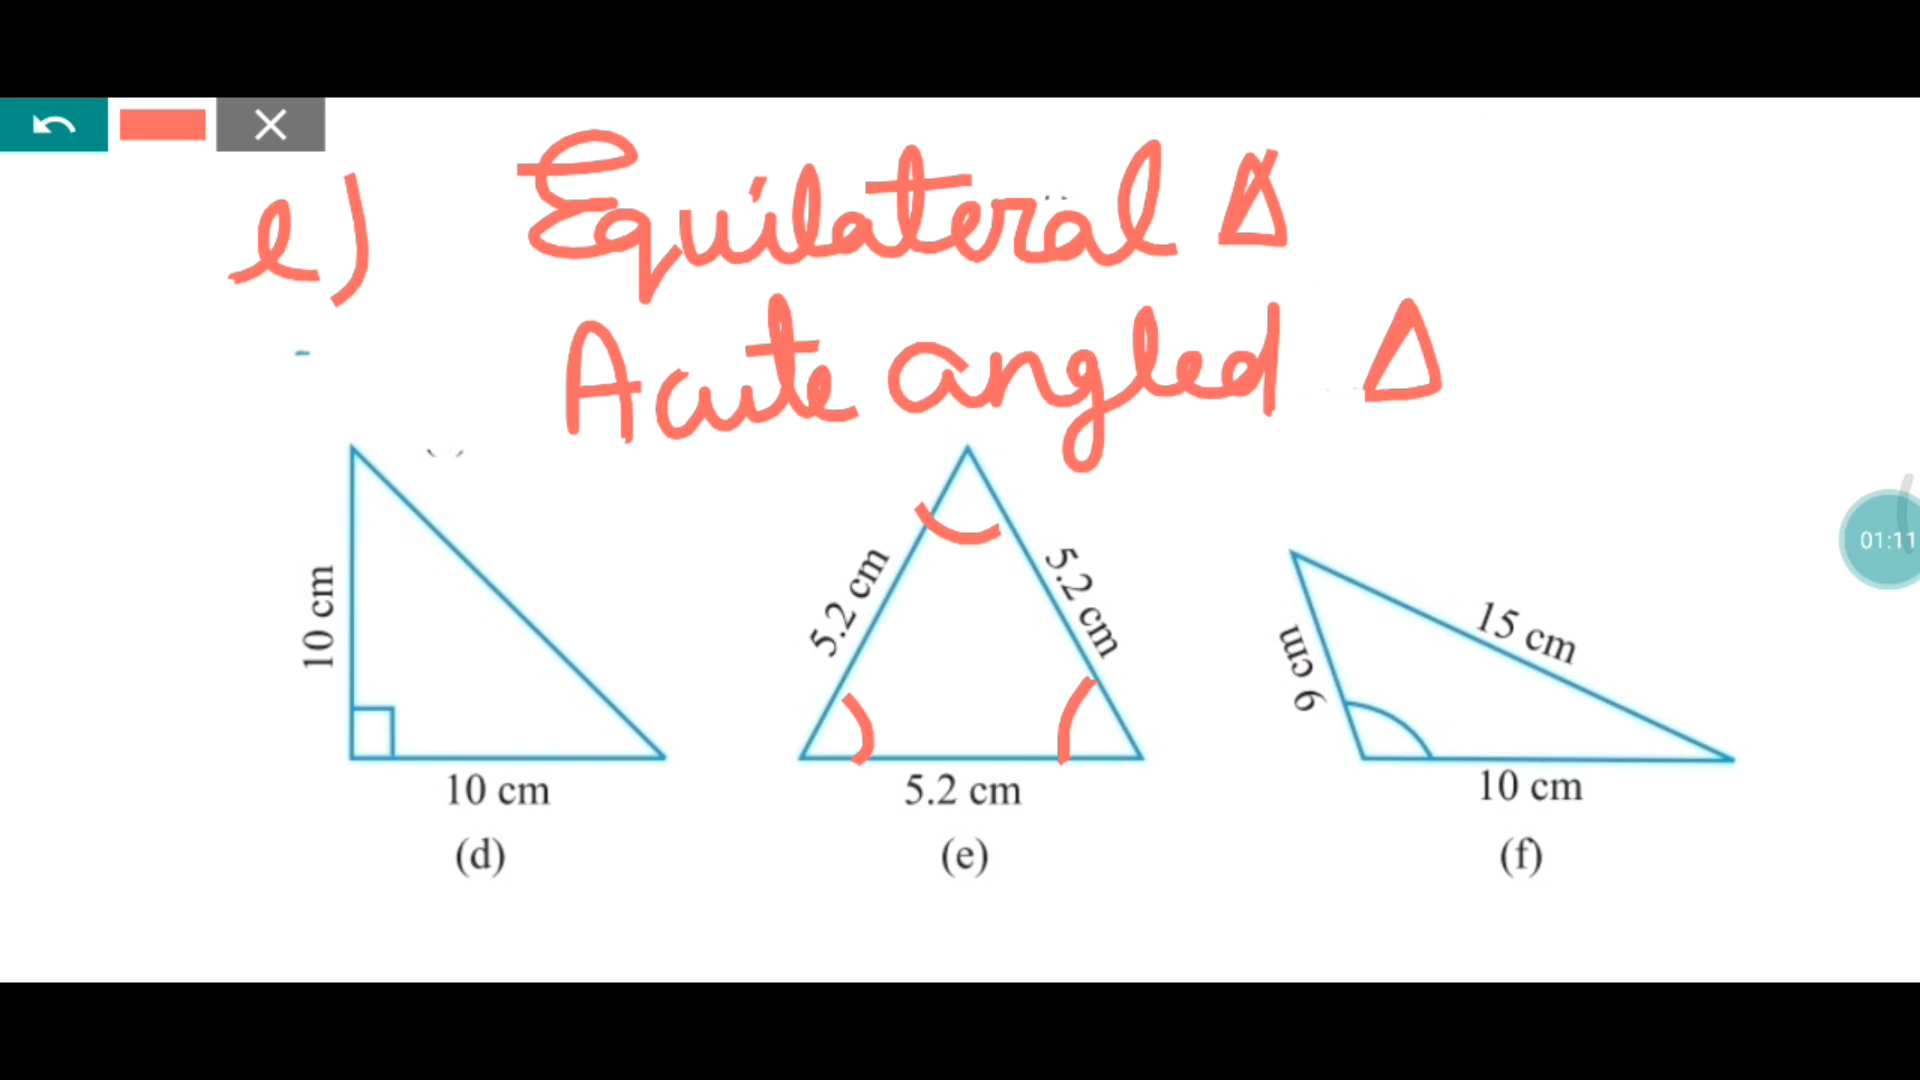 e) Equilateral Δ
Acute angled Δ
10 cm
10 cm
(d)
5.2 cm
5.2 cm
5.2 cm
(e)
9 cm
15 cm
10 cm
(f)
01:11